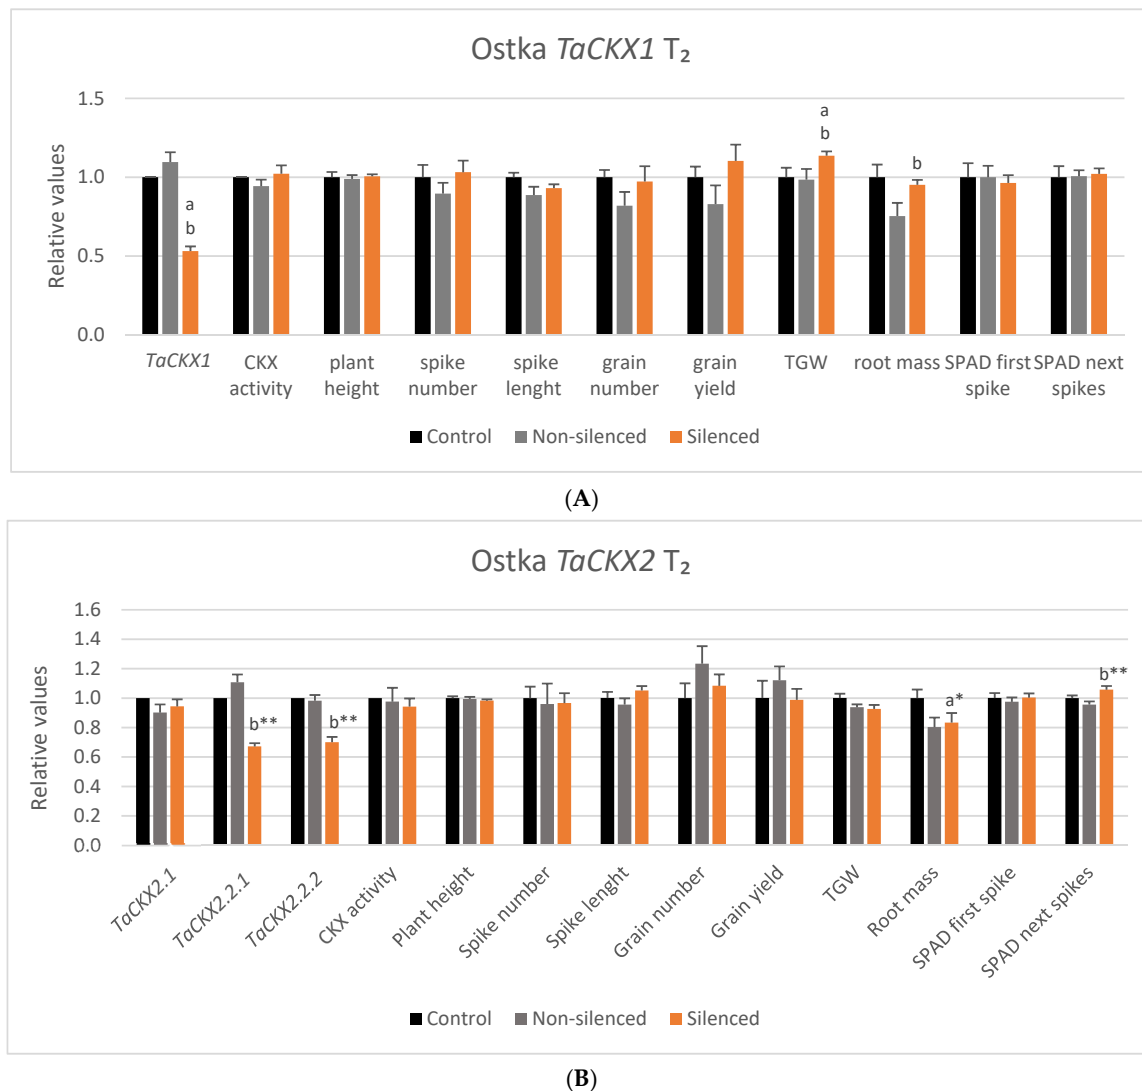 Ostka TaCKX1 T₂
1.5
1.0
0.5
0.0
Relative values
a
b
a
b
b
TaCKX1 CKX plant spike spike grain grain TGW root mass SPAD first SPAD next
activity height number lenght number yield spike spikes
Control Non-silenced Silenced
(A)
Ostka TaCKX2 T₂
1.6
1.4
1.2
1.0
0.8
0.6
0.4
0.2
0.0
Relative values
b**
b**
a*
b**
TaCKX2.1
TaCKX2.2.1
TaCKX2.2.2
CKX activity
Plant height
Spike number
Spike lenght
Grain number
Grain yield
TGW
Root mass
SPAD first spike
SPAD next spikes
Control Non-silenced Silenced
(B)